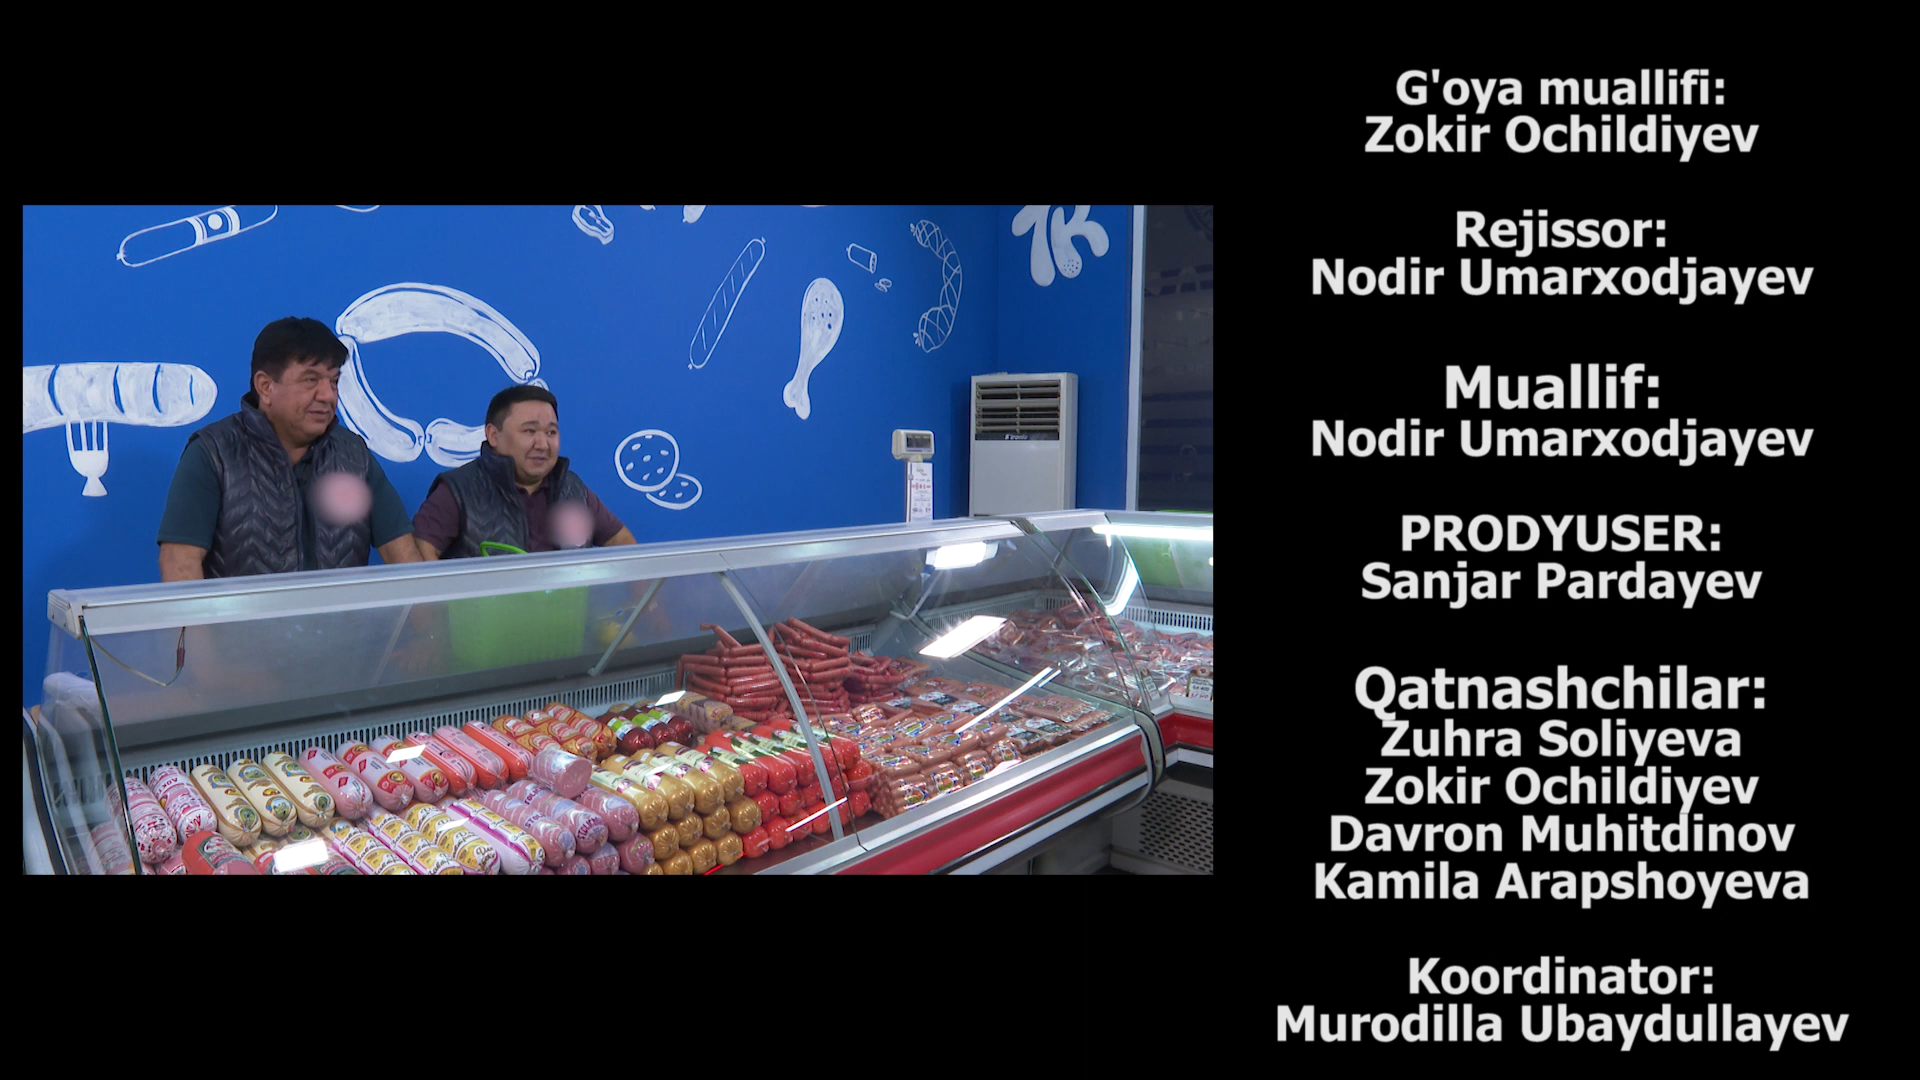 G'oya muallifi:
Zokir Ochildiyev
Rejissor:
Nodir Umarxodjayev
Muallif:
Nodir Umarxodjayev
PRODYUSER:
Sanjar Pardayev
Qatnashchilar:
Zuhra Soliyeva
Zokir Ochildiyev
Davron Muhitdinov
Kamila Arapshoyeva
Koordinator:
Murodilla Ubaydullayev